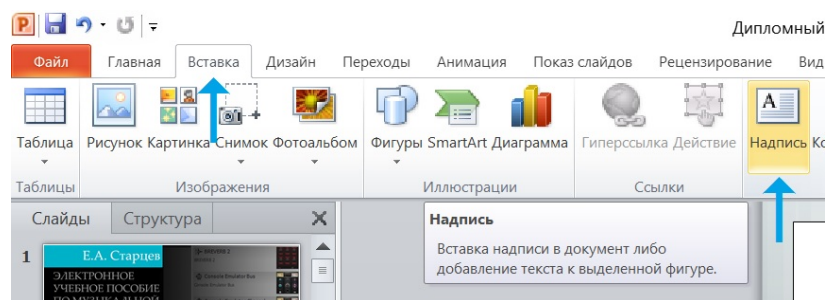 Дипломный
Файл Главная Вставка Дизайн Переходы Анимация Показ слайдов Рецензирование Вид
Таблица Рисунок Картинка Снимок Фотоальбом Фигуры SmartArt Диаграмма Гиперссылка Действие Надпись
Таблицы Изображения Иллюстрации Ссылки
Слайды Структура
Надпись
Вставка надписи в документ либо
добавление текста к выделенной фигуре.
1
Е.А. Старцев
ЭЛЕКТРОННОЕ
УЧЕБНОЕ ПОСОБИЕ
ПО МУЗЫКАЛЬНОЙ